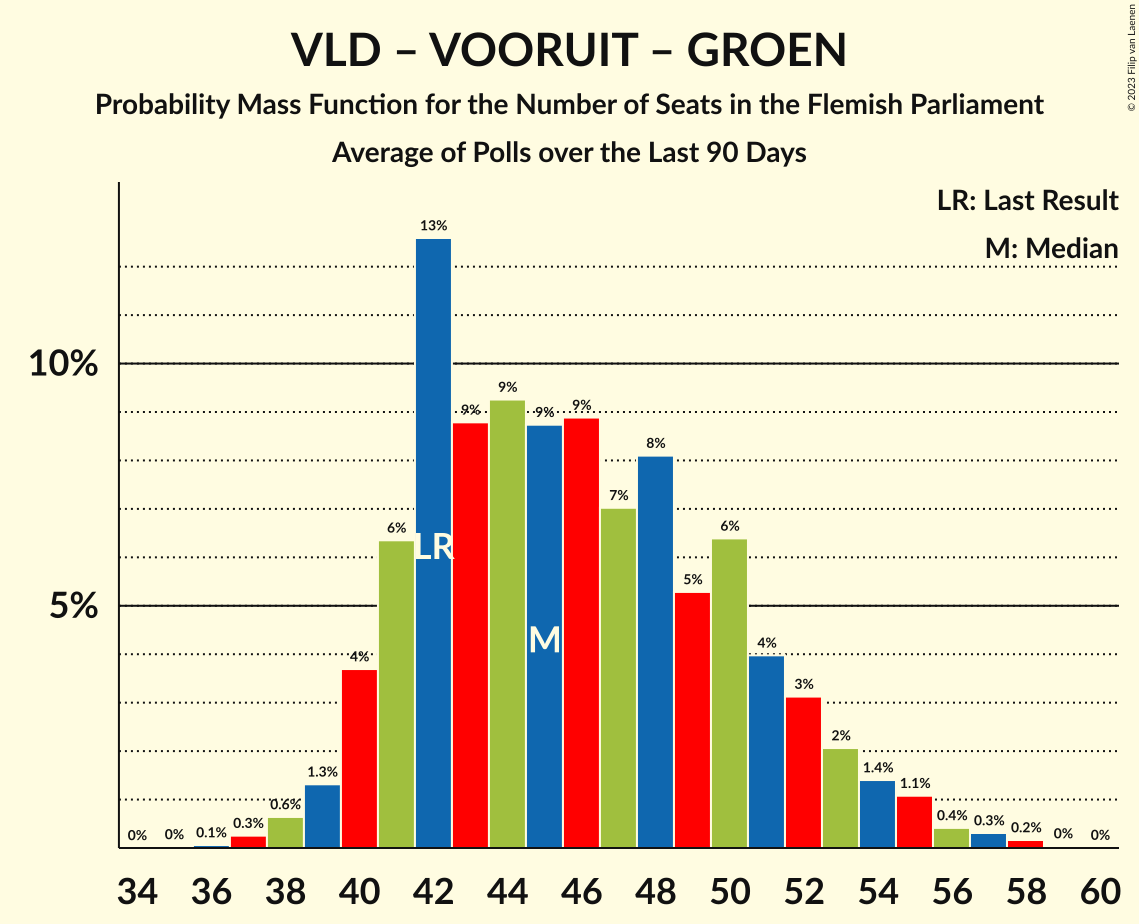 VLD – VOORUIT – GROEN
Probability Mass Function for the Number of Seats in the Flemish Parliament
Average of Polls over the Last 90 Days
© 2023 Filip van Laenen
LR: Last Result
M: Median
10%
5%
0% 0% 0.1% 0.3% 0.6% 1.3% 4% 6% 13% 9% 9% 9% 9% 7% 8% 5% 6% 4% 3% 2% 1.4% 1.1% 0.4% 0.3% 0.2% 0% 0%
LR
M
34 36 38 40 42 44 46 48 50 52 54 56 58 60